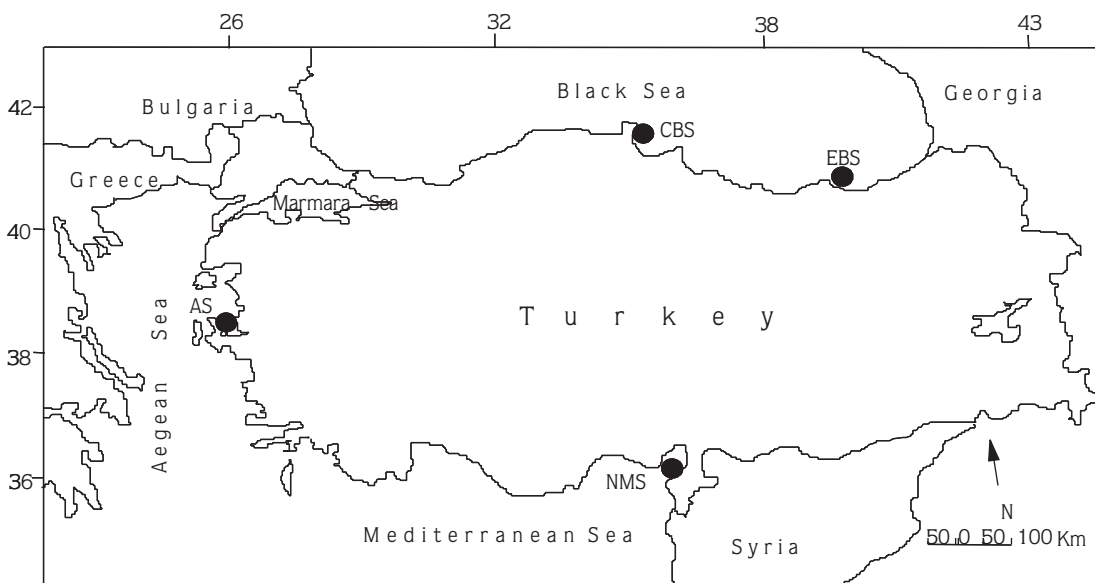 26 32 38 43
Black Sea
Georgia
Bulgaria
42
CBS
EBS
Greece
Marmara Sea
40
AS
Turkey
38
Aegean Sea
36
NMS
N
Mediterranean Sea
Syria
50 0 50 100 Km